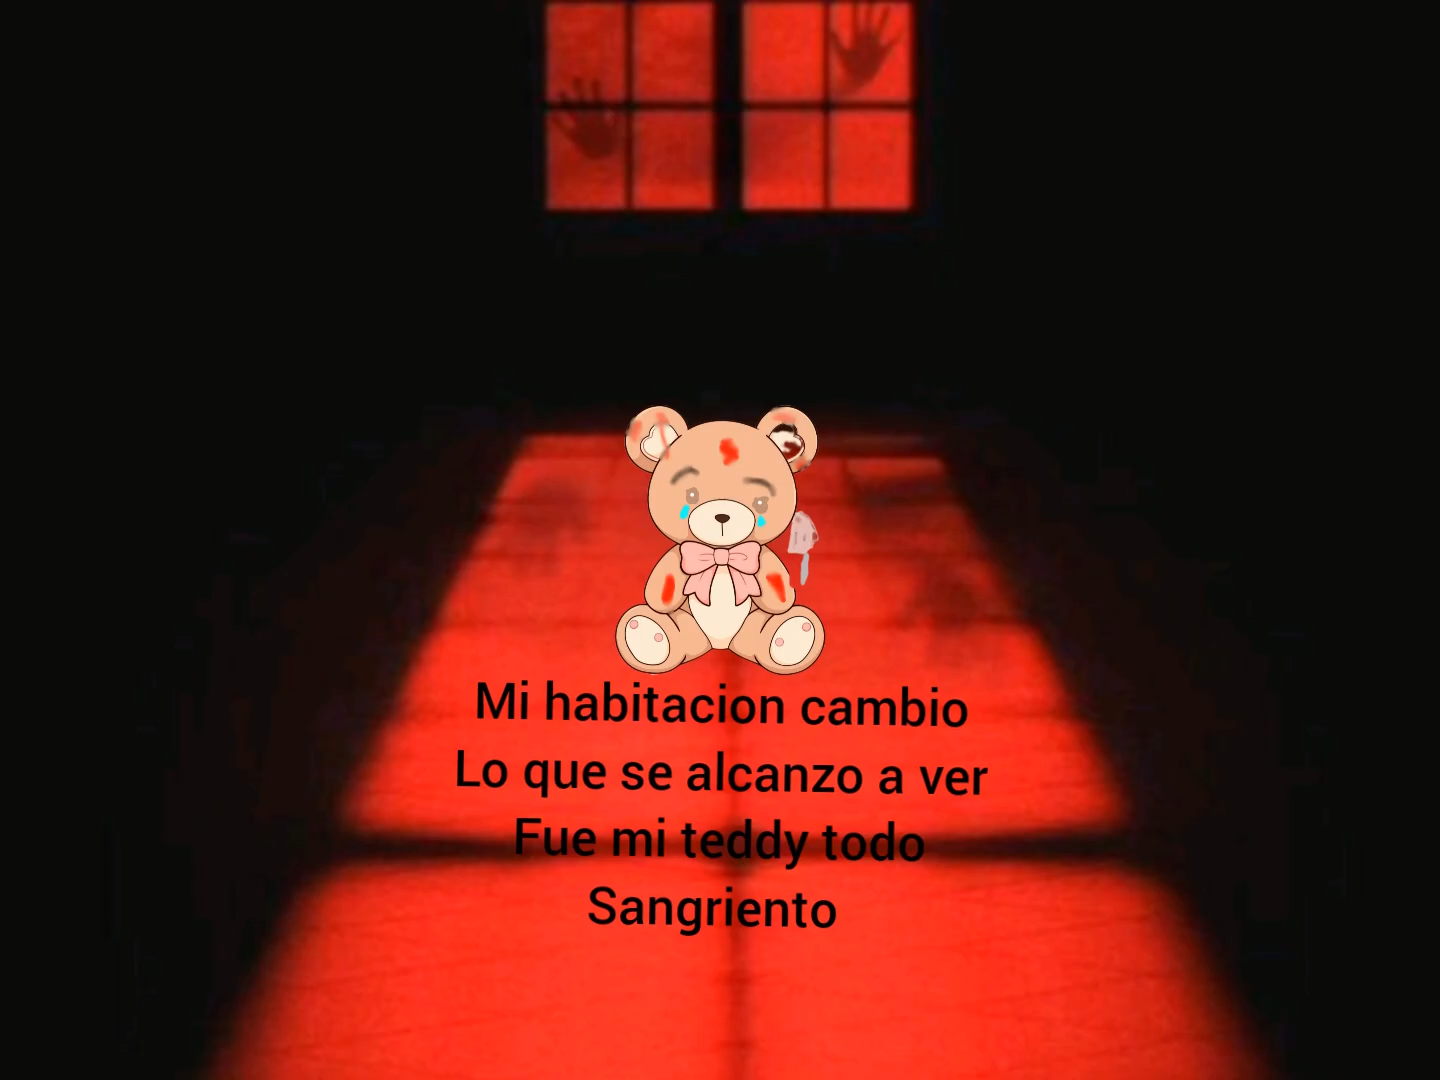 Mi habitacion cambio
Lo que se alcanzo a ver
Fue mi teddy todo
Sangriento